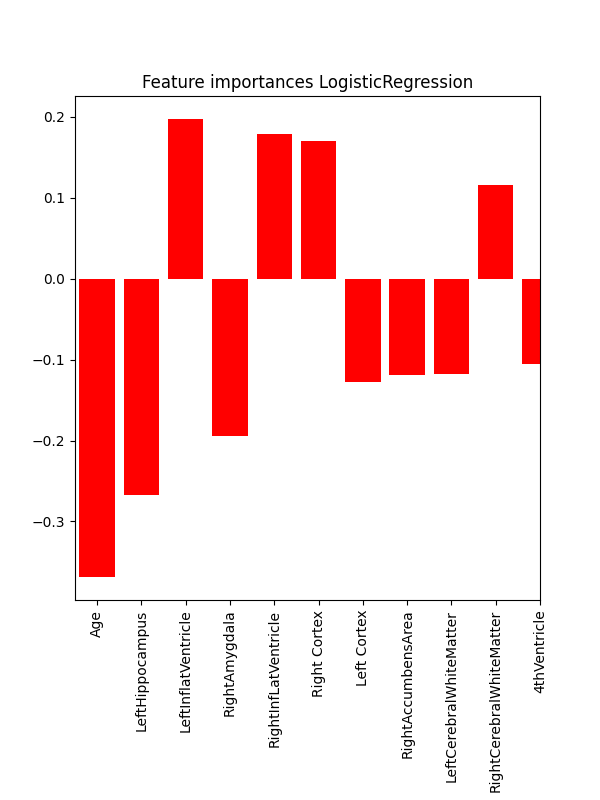 Feature importances LogisticRegression
0.2
0.1
0.0
−0.1
−0.2
−0.3
Age
LeftHippocampus
LeftInflatVentricle
RightAmygdala
RightInfLatVentricle
Right Cortex
Left Cortex
RightAccumbensArea
LeftCerebralWhiteMatter
RightCerebralWhiteMatter
4thVentricle